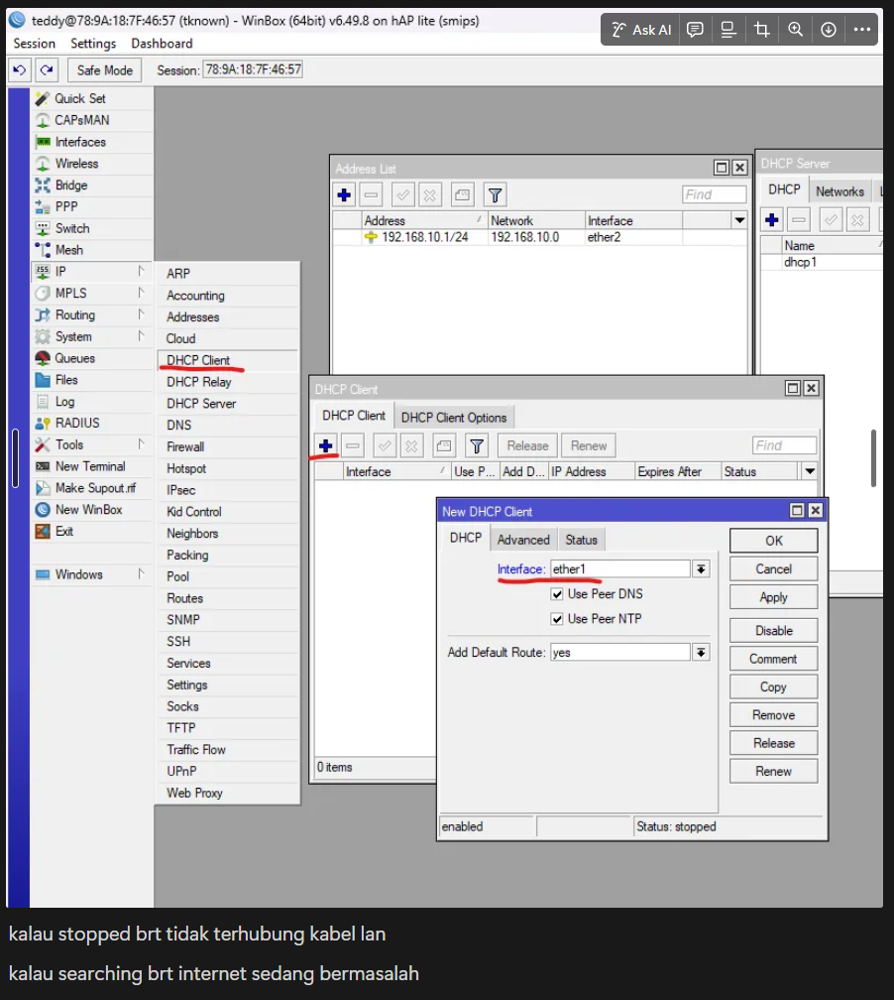 teddy@78:9A:18:7F:46:57 (tknown) - WinBox (64bit) v6.49.8 on hAP lite (smips)
Ask AI
Session Settings Dashboard
Safe Mode Session: 78:9A:18:7F:46:57
Quick Set
CAPsMAN
Interfaces
Wireless
Bridge
PPP
Switch
Mesh
IP
MPLS
Routing
System
Queues
Files
Log
RADIUS
Tools
New Terminal
Make Supout.rif
New WinBox
Exit
Windows
ARP
Accounting
Addresses
Cloud
DHCP Client
DHCP Relay
DHCP Server
DNS
Firewall
Hotspot
IPsec
Kid Control
Neighbors
Packing
Pool
Routes
SNMP
SSH
Services
Settings
Socks
TFTP
Traffic Flow
UPnP
Web Proxy
Address List
Find
Address Network Interface
192.168.10.1/24 192.168.10.0 ether2
DHCP Server
DHCP Networks
Name
dhcp1
DHCP Client
DHCP Client DHCP Client Options
Release Renew Find
Interface Use P... Add D... IP Address Expires After Status
0 items
New DHCP Client
DHCP Advanced Status
Interface: ether1
Use Peer DNS
Use Peer NTP
Add Default Route: yes
OK
Cancel
Apply
Disable
Comment
Copy
Remove
Release
Renew
enabled Status: stopped
kalau stopped brt tidak terhubung kabel lan
kalau searching brt internet sedang bermasalah